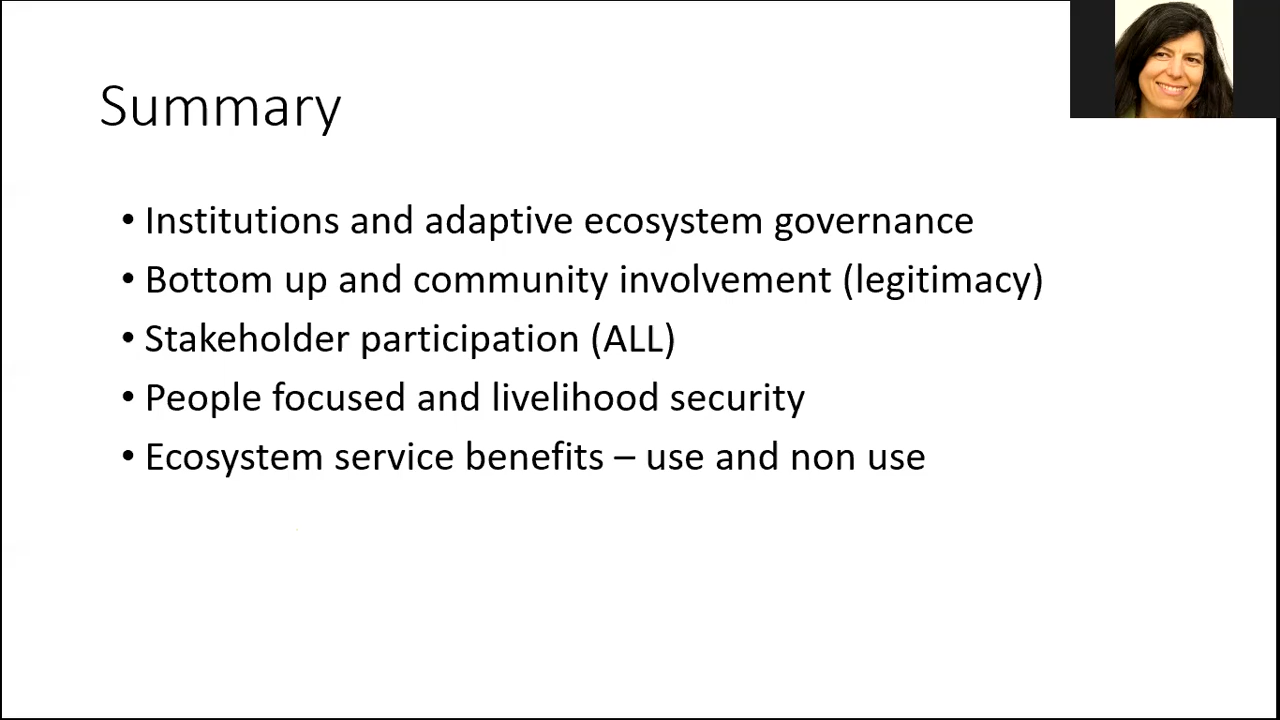 Summary
• Institutions and adaptive ecosystem governance
• Bottom up and community involvement (legitimacy)
• Stakeholder participation (ALL)
• People focused and livelihood security
• Ecosystem service benefits – use and non use